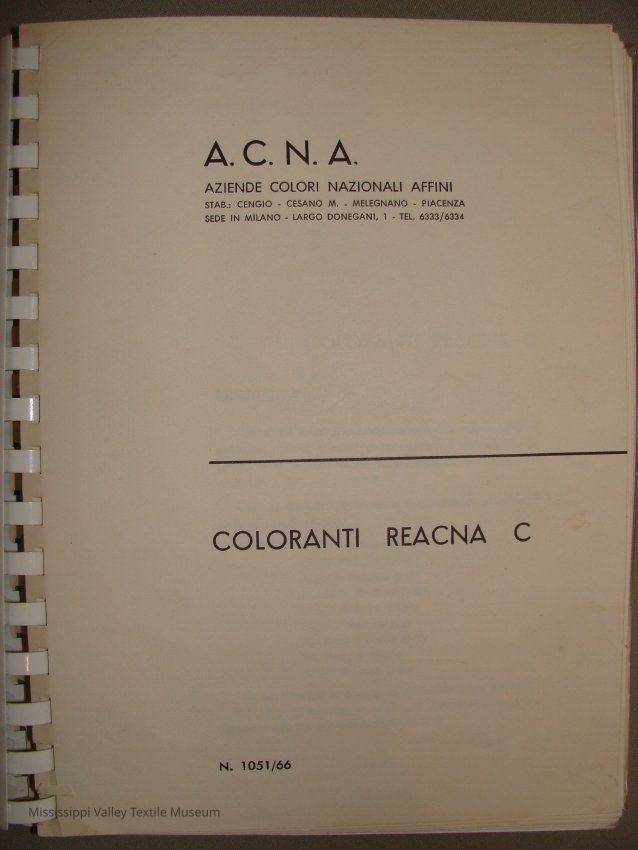 A. C. N. A.
AZIENDE COLORI NAZIONALI AFFINI
STAB.: CENGIO - CESANO M. - MELEGNANO - PIACENZA
SEDE IN MILANO - LARGO DONEGANI, 1 - TEL. 6333/6334
COLORANTI REACNA C
N. 1051/66
Mississippi Valley Textile Museum